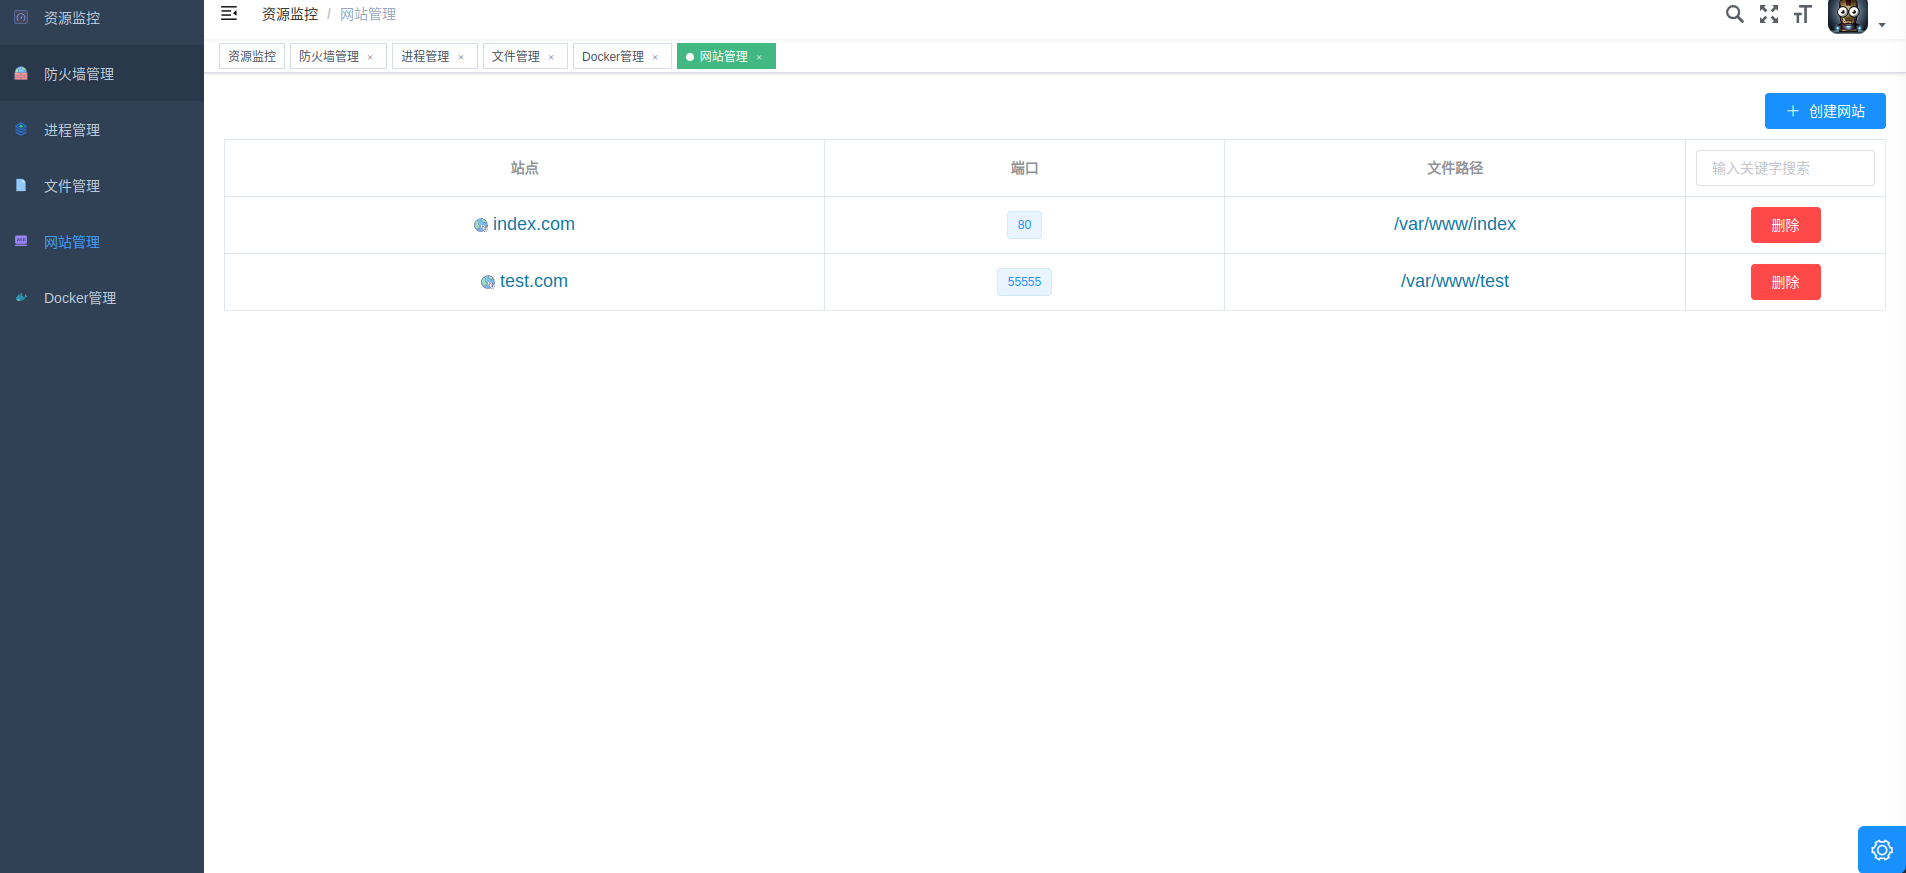 资源监控
防火墙管理
进程管理
文件管理
网站管理
Docker管理
资源监控 / 网站管理
资源监控 防火墙管理 × 进程管理 × 文件管理 × Docker管理 × 网站管理 ×
+ 创建网站
站点 端口 文件路径 输入关键字搜索
index.com 80 /var/www/index 删除
test.com 55555 /var/www/test 删除